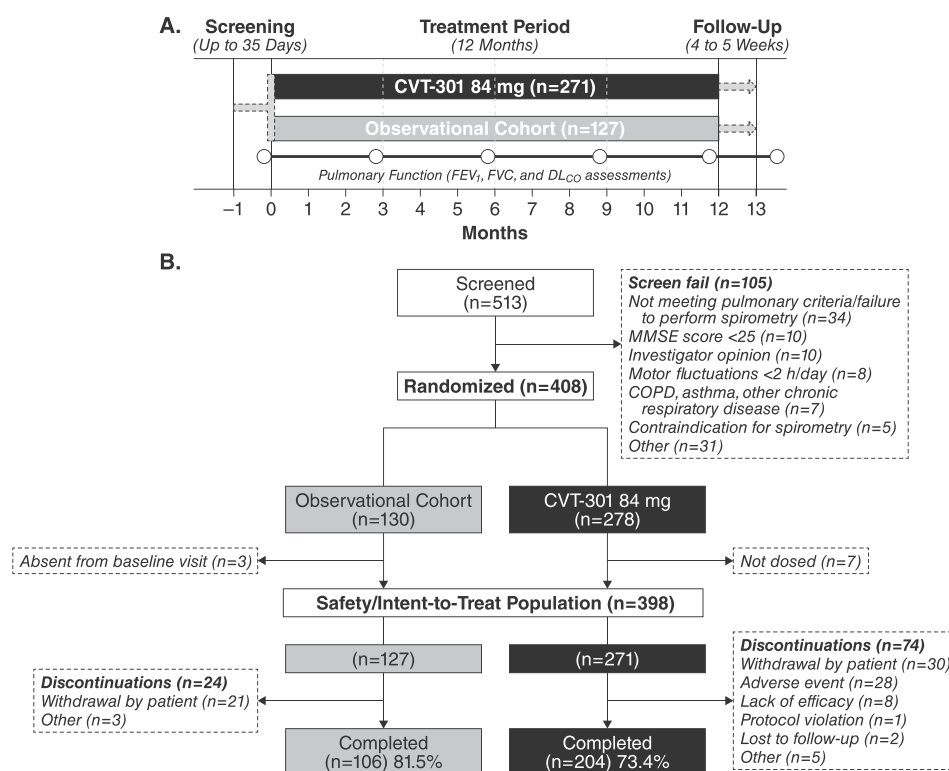 A.
Screening
(Up to 35 Days)
Treatment Period
(12 Months)
Follow-Up
(4 to 5 Weeks)
CVT-301 84 mg (n=271)
Observational Cohort (n=127)
Pulmonary Function (FEV1, FVC, and DLCO assessments)
–1 0 1 2 3 4 5 6 7 8 9 10 11 12 13
Months
B.
Screened
(n=513)
Screen fail (n=105)
Not meeting pulmonary criteria/failure
to perform spirometry (n=34)
MMSE score <25 (n=10)
Investigator opinion (n=10)
Motor fluctuations <2 h/day (n=8)
COPD, asthma, other chronic
respiratory disease (n=7)
Contraindication for spirometry (n=5)
Other (n=31)
Randomized (n=408)
Observational Cohort
(n=130)
CVT-301 84 mg
(n=278)
Absent from baseline visit (n=3)
Not dosed (n=7)
Safety/Intent-to-Treat Population (n=398)
(n=127)
(n=271)
Discontinuations (n=24)
Withdrawal by patient (n=21)
Other (n=3)
Discontinuations (n=74)
Withdrawal by patient (n=30)
Adverse event (n=28)
Lack of efficacy (n=8)
Protocol violation (n=1)
Lost to follow-up (n=2)
Other (n=5)
Completed
(n=106) 81.5%
Completed
(n=204) 73.4%